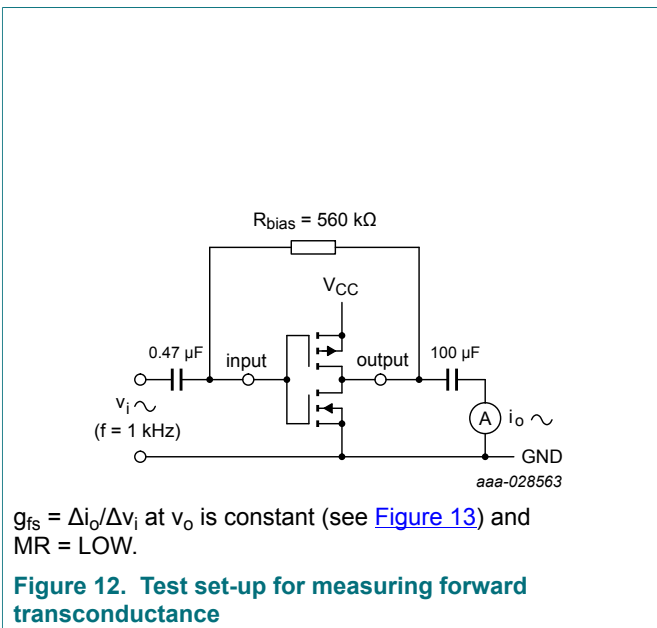 Rbias = 560 kΩ
VCC
0.47 µF
input
output
100 µF
vi
A
io
(f = 1 kHz)
GND
aaa-028563
gfs = Δio/Δvi at vo is constant (see Figure 13) and
MR = LOW.
Figure 12. Test set-up for measuring forward
transconductance